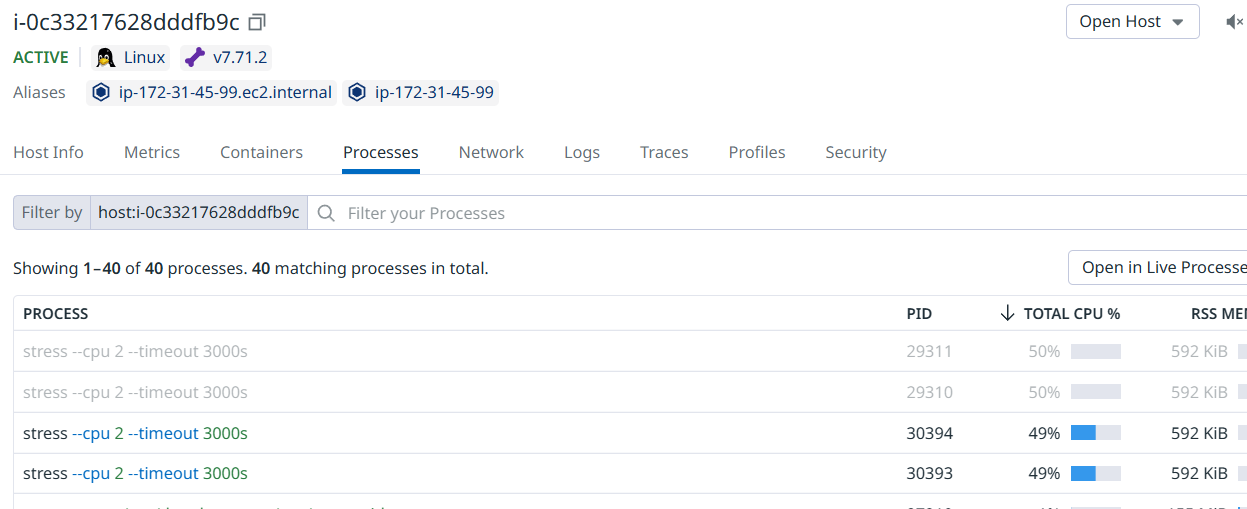 i-0c33217628dddfb9c Open Host
ACTIVE Linux v7.71.2
Aliases ip-172-31-45-99.ec2.internal ip-172-31-45-99
Host Info Metrics Containers Processes Network Logs Traces Profiles Security
Filter by host:i-0c33217628dddfb9c Filter your Processes
Showing 1–40 of 40 processes. 40 matching processes in total. Open in Live Processe
PROCESS PID TOTAL CPU % RSS MEM
stress --cpu 2 --timeout 3000s 29311 50% 592 KiB
stress --cpu 2 --timeout 3000s 29310 50% 592 KiB
stress --cpu 2 --timeout 3000s 30394 49% 592 KiB
stress --cpu 2 --timeout 3000s 30393 49% 592 KiB